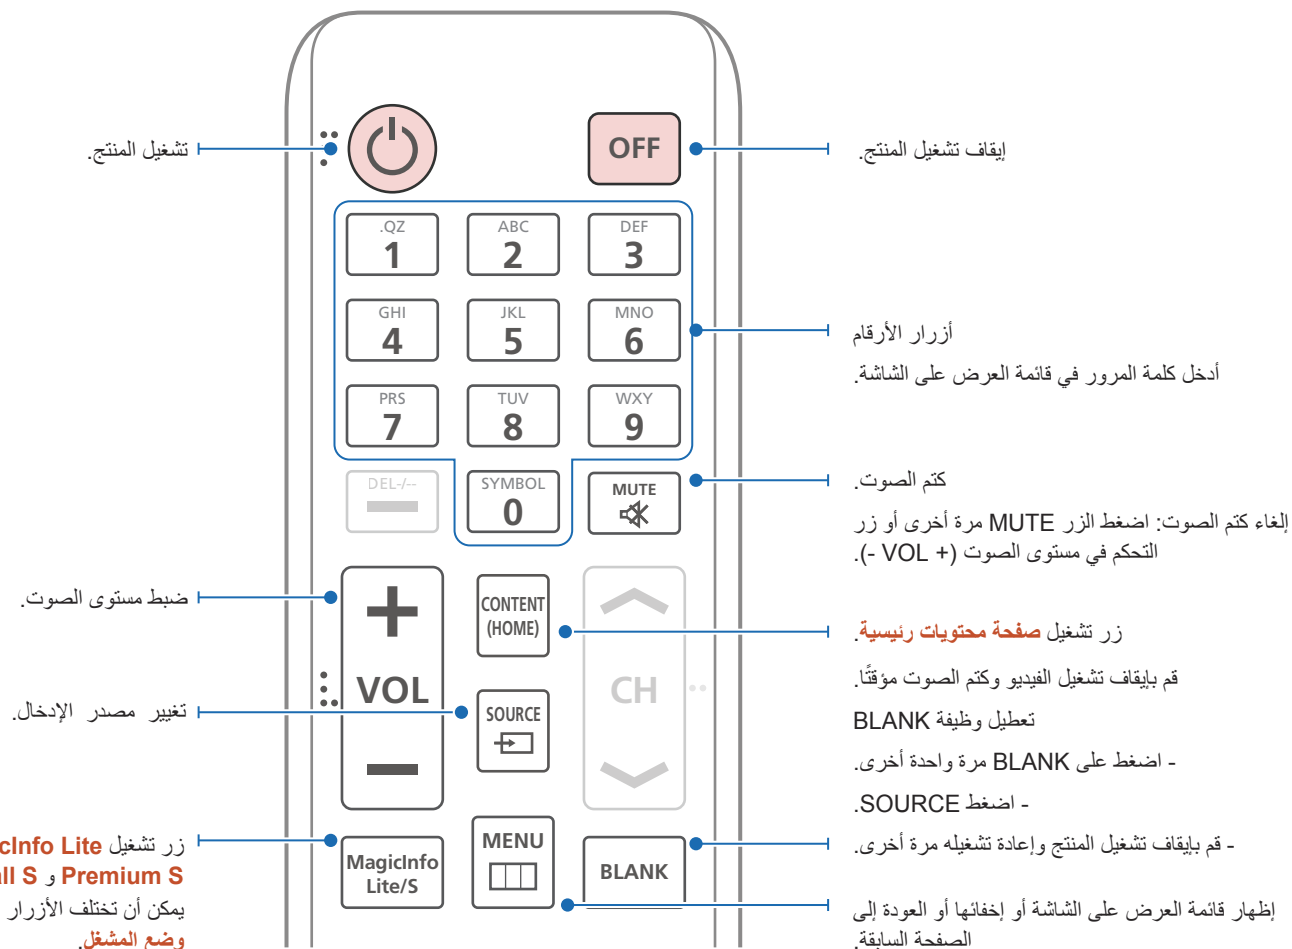 تشغيل المنتج.
OFF
إيقاف تشغيل المنتج.
.QZ
1
ABC
2
DEF
3
GHI
4
JKL
5
MNO
6
أزرار الأرقام
أدخل كلمة المرور في قائمة العرض على الشاشة.
PRS
7
TUV
8
WXY
9
DEL-/--
SYMBOL
0
MUTE
كتم الصوت.
إلغاء كتم الصوت: اضغط الزر MUTE مرة أخرى أو زر
التحكم في مستوى الصوت (+ VOL -).
ضبط مستوى الصوت.
VOL
CONTENT
(HOME)
CH
زر تشغيل صفحة محتويات رئيسية.
قم بإيقاف تشغيل الفيديو وكتم الصوت مؤقتًا.
تغيير مصدر الإدخال.
SOURCE
تعطيل وظيفة BLANK
- اضغط على BLANK مرة واحدة أخرى.
- اضغط SOURCE.
- قم بإيقاف تشغيل المنتج وإعادة تشغيله مرة أخرى.
زر تشغيل Lite
Premium S و S
يمكن أن تختلف الأزرار
وضع المشغل.
MagicInfo
Lite/S
MENU
BLANK
إظهار قائمة العرض على الشاشة أو إخفائها أو العودة إلى
الصفحة السابقة.